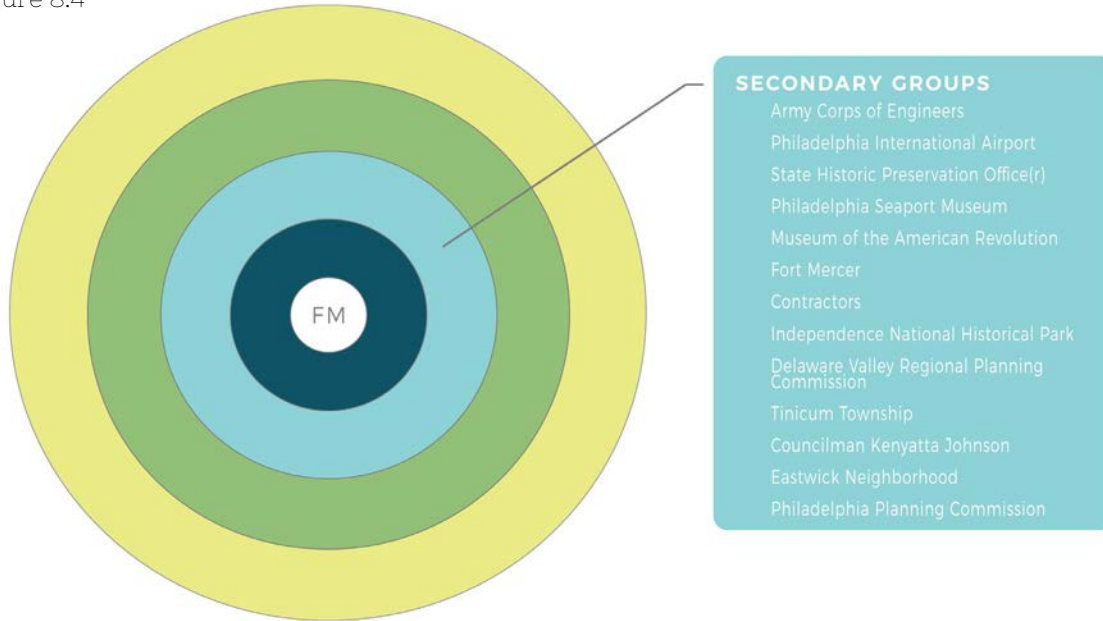 8.4
FM
SECONDARY GROUPS
Army Corps of Engineers
Philadelphia International Airport
State Historic Preservation Office(r)
Philadelphia Seaport Museum
Museum of the American Revolution
Fort Mercer
Contractors
Independence National Historical Park
Delaware Valley Regional Planning
Commission
Tinicum Township
Councilman Kenyatta Johnson
Eastwick Neighborhood
Philadelphia Planning Commission